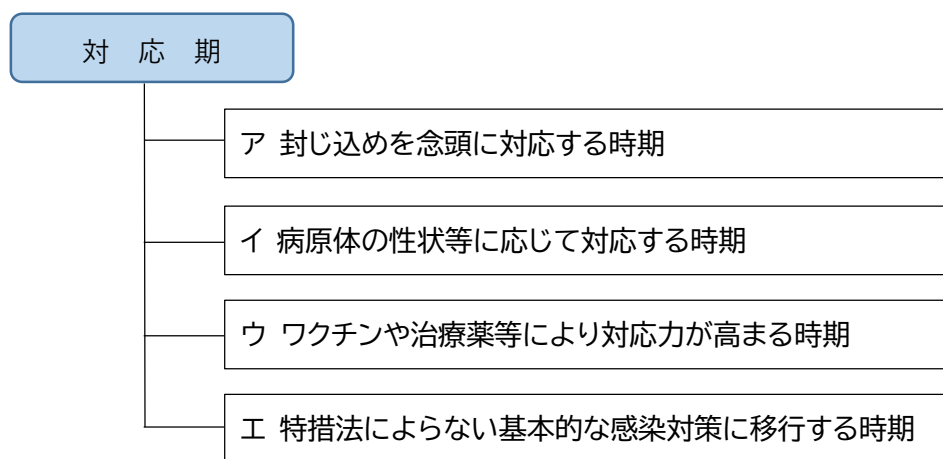 対 応 期
ア 封じ込めを念頭に対応する時期
イ 病原体の性状等に応じて対応する時期
ウ ワクチンや治療薬等により対応力が高まる時期
エ 特措法によらない基本的な感染対策に移行する時期